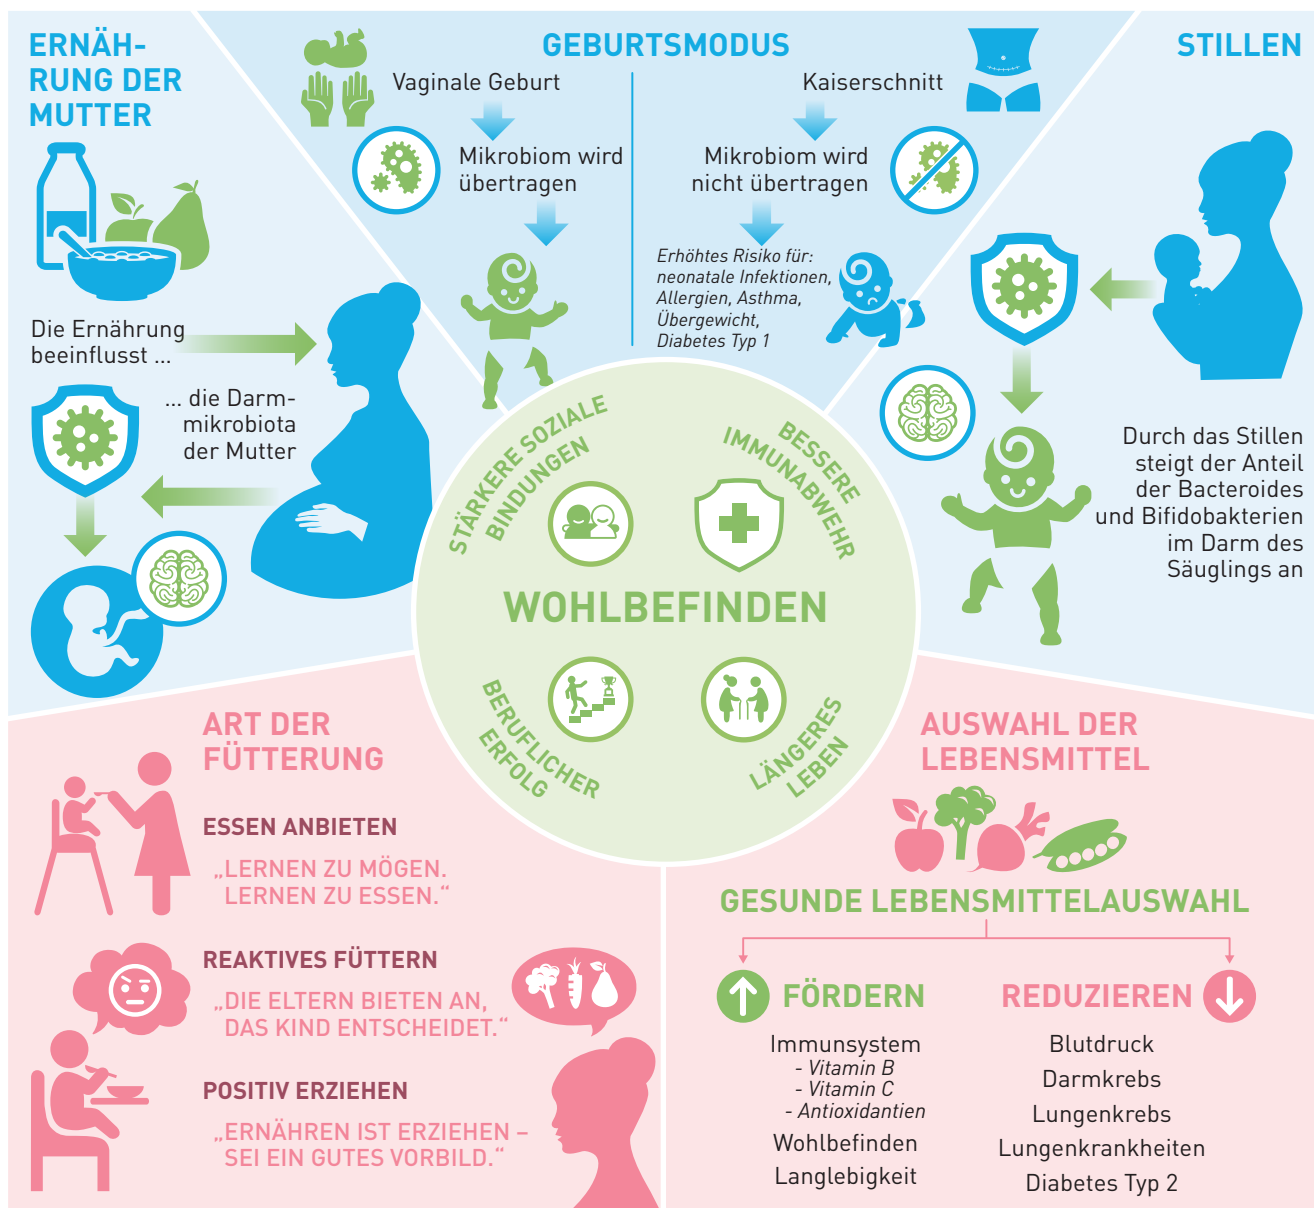 ERNÄH-
RUNG DER
MUTTER
Die Ernährung
beeinflusst ...
... die Darm-
mikrobiota
der Mutter
GEBURTSMODUS
Vaginale Geburt
Mikrobiom wird
übertragen
Kaiserschnitt
Mikrobiom wird
nicht übertragen
Erhöhtes Risiko für:
neonatale Infektionen,
Allergien, Asthma,
Übergewicht,
Diabetes Typ 1
STILLEN
Durch das Stillen
steigt der Anteil
der Bacteroides
und Bifidobakterien
im Darm des
Säuglings an
STÄRKERE SOZIALE
BINDUNGEN
BESSERE
IMMUNABWEHR
WOHLBEFINDEN
BERUFLICHER
ERFOLG
LÄNGERES
LEBEN
ART DER
FÜTTERUNG
ESSEN ANBIETEN
„LERNEN ZU MÖGEN.
LERNEN ZU ESSEN.“
REAKTIVES FÜTTERN
„DIE ELTERN BIETEN AN,
DAS KIND ENTSCHEIDET.“
POSITIV ERZIEHEN
„ERNÄHREN IST ERZIEHEN –
SEI EIN GUTES VORBILD.“
AUSWAHL DER
LEBENSMITTEL
GESUNDE LEBENSMITTELAUSWAHL
FÖRDERN
Immunsystem
- Vitamin B
- Vitamin C
- Antioxidantien
Wohlbefinden
Langlebigkeit
REDUZIEREN
Blutdruck
Darmkrebs
Lungenkrebs
Lungenkrankheiten
Diabetes Typ 2